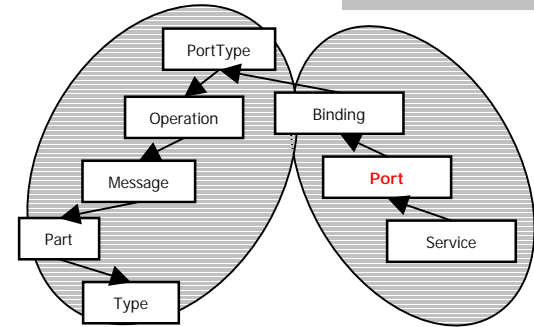 PortType
Operation
Binding
Message
Port
Part
Service
Type